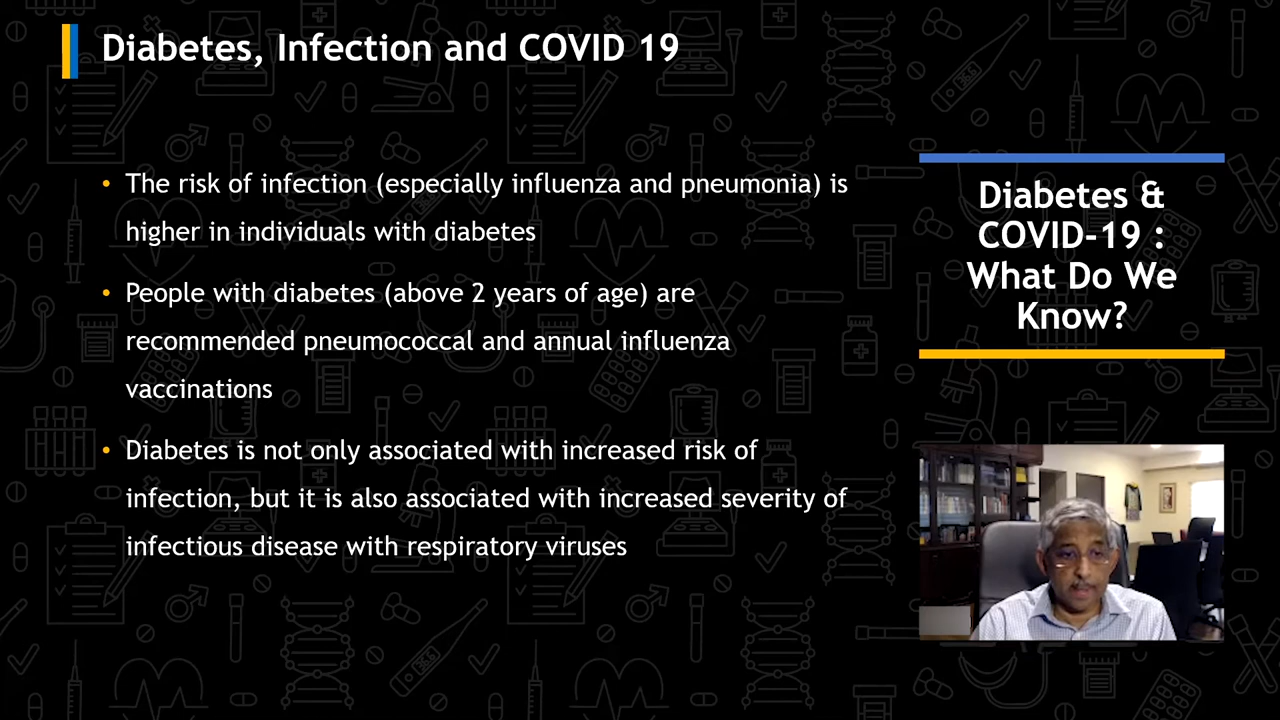 Diabetes, Infection and COVID 19
• The risk of infection (especially influenza and pneumonia) is
higher in individuals with diabetes
• People with diabetes (above 2 years of age) are
recommended pneumococcal and annual influenza
vaccinations
• Diabetes is not only associated with increased risk of
infection, but it is also associated with increased severity of
infectious disease with respiratory viruses
Diabetes &
COVID-19 :
What Do We
Know?